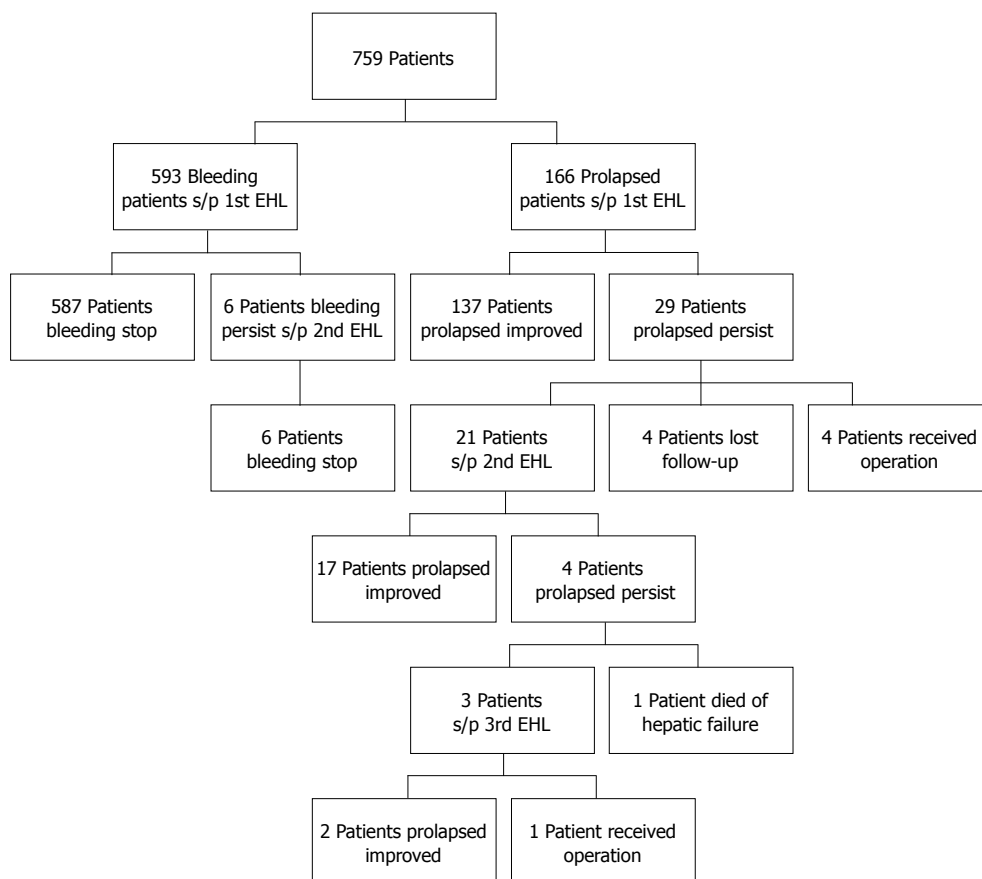 759 Patients
593 Bleeding
patients s/p 1st EHL
166 Prolapsed
patients s/p 1st EHL
587 Patients
bleeding stop
6 Patients bleeding
persist s/p 2nd EHL
137 Patients
prolapsed improved
29 Patients
prolapsed persist
6 Patients
bleeding stop
21 Patients
s/p 2nd EHL
4 Patients lost
follow-up
4 Patients received
operation
17 Patients prolapsed
improved
4 Patients
prolapsed persist
3 Patients
s/p 3rd EHL
1 Patient died of
hepatic failure
2 Patients prolapsed
improved
1 Patient received
operation